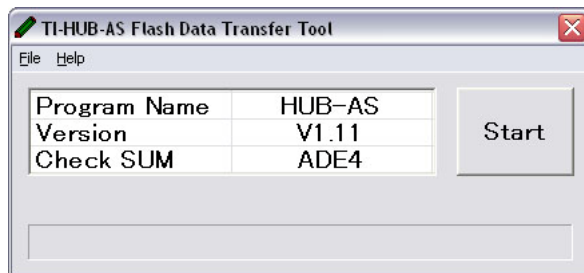 TI-HUB-AS Flash Data Transfer Tool
File Help
Program Name HUB-AS
Version V1.11
Check SUM ADE4
Start